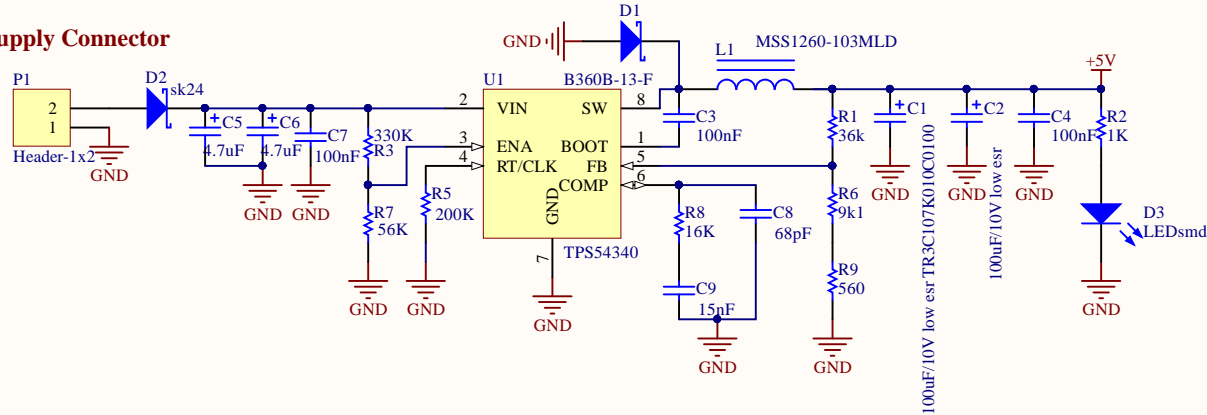 upply Connector
P1
2
1
Header-1x2
GND
D2
sk24
C5
4.7uF
C6
4.7uF
GND
C7
100nF
GND
330K
R3
R7
56K
GND
R5
200K
GND
U1
B360B-13-F
2
VIN
SW
8
3
ENA
BOOT
1
4
RT/CLK
FB
5
COMP
6
GND
7
TPS54340
GND
D1
GND
L1
MSS1260-103MLD
C3
100nF
R8
16K
C8
68pF
C9
15nF
GND
R1
36k
R6
9k1
R9
560
GND
C1
GND
100uF/10V low esr TR3C107K010C0100
C2
GND
100uF/10V low esr
C4
100nF
GND
+5V
R2
1K
D3
LEDsmd
GND